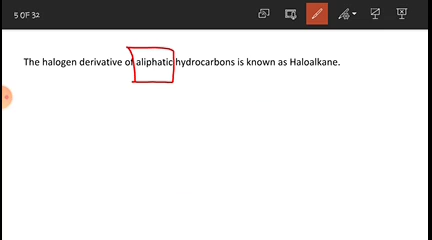 5 OF 32
The halogen derivative of aliphatic hydrocarbons is known as Haloalkane.